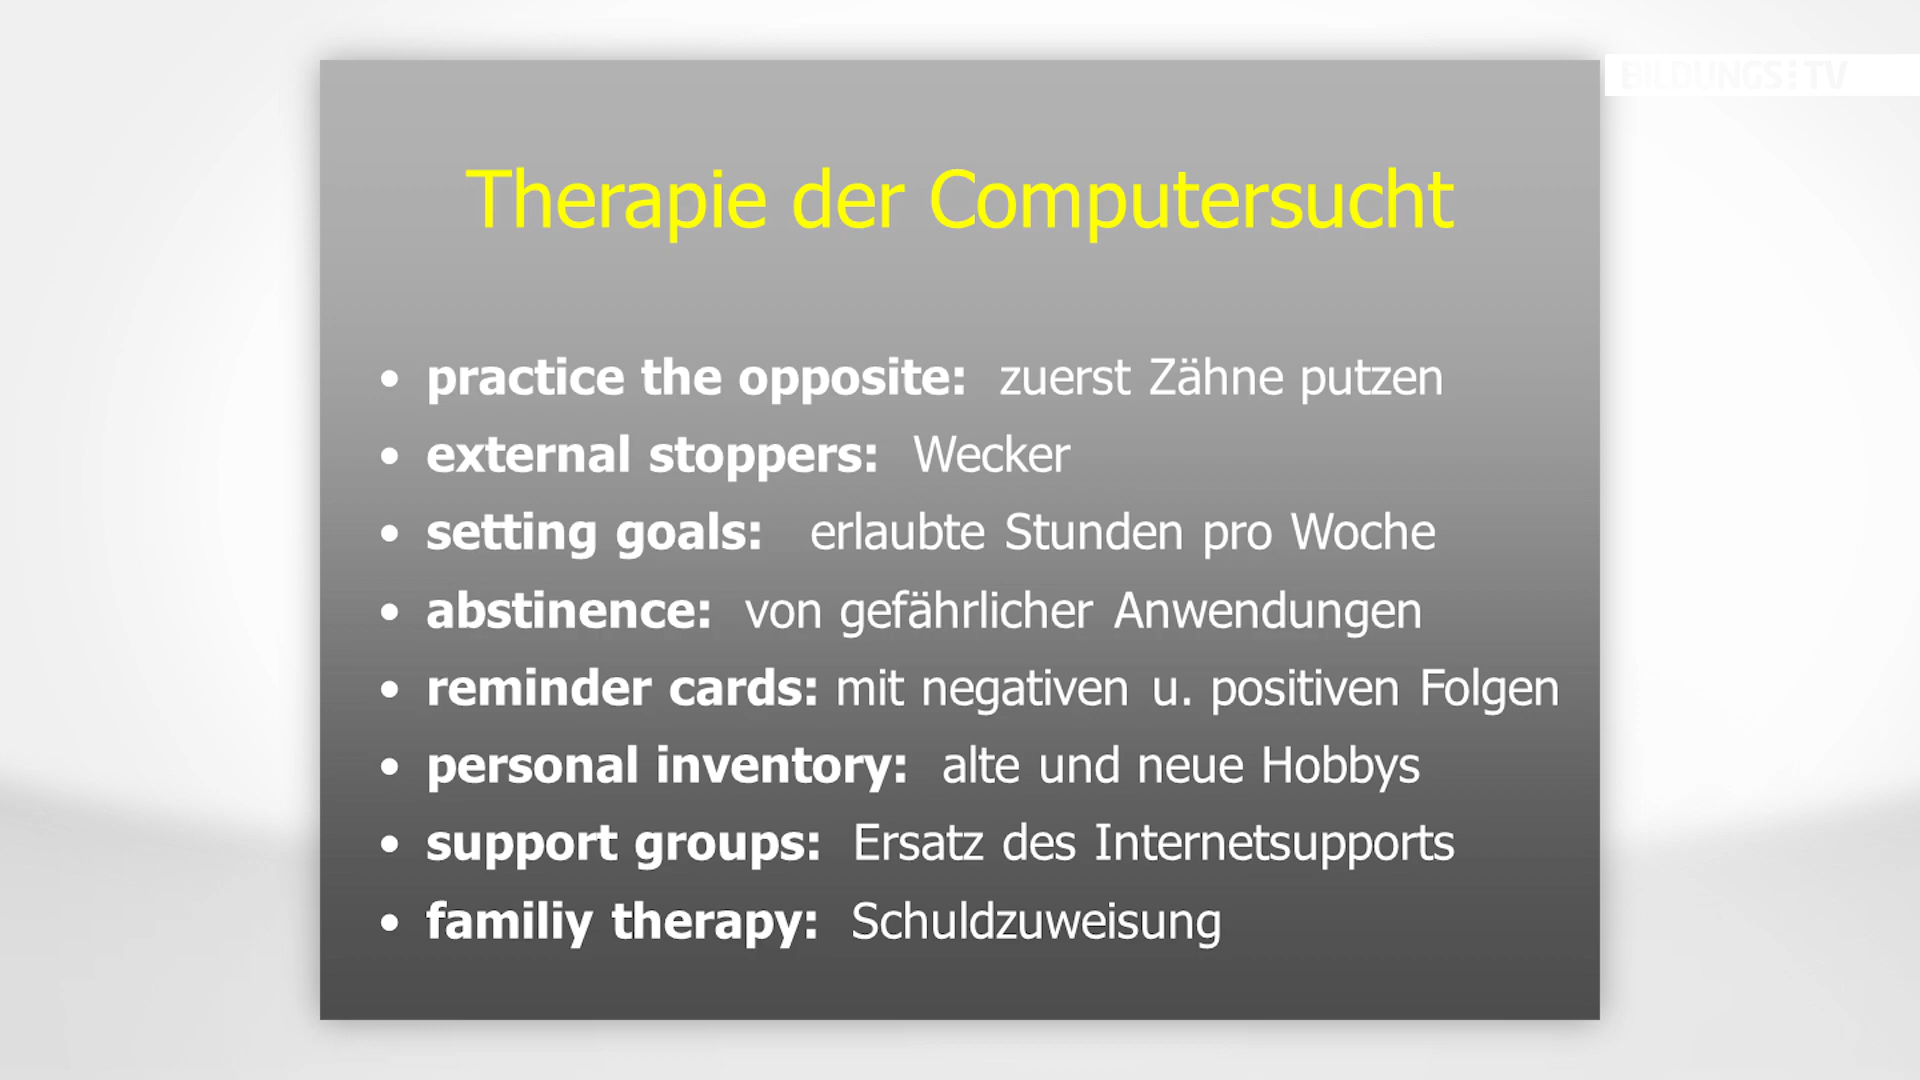 BILDUNGS TV
Therapie der Computersucht
• practice the opposite: zuerst Zähne putzen
• external stoppers: Wecker
• setting goals: erlaubte Stunden pro Woche
• abstinence: von gefährlicher Anwendungen
• reminder cards: mit negativen u. positiven Folgen
• personal inventory: alte und neue Hobbys
• support groups: Ersatz des Internetsupports
• familiy therapy: Schuldzuweisung